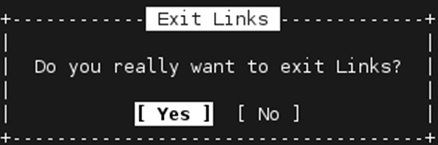 Exit Links
Do you really want to exit Links?
[ Yes ] [ No ]